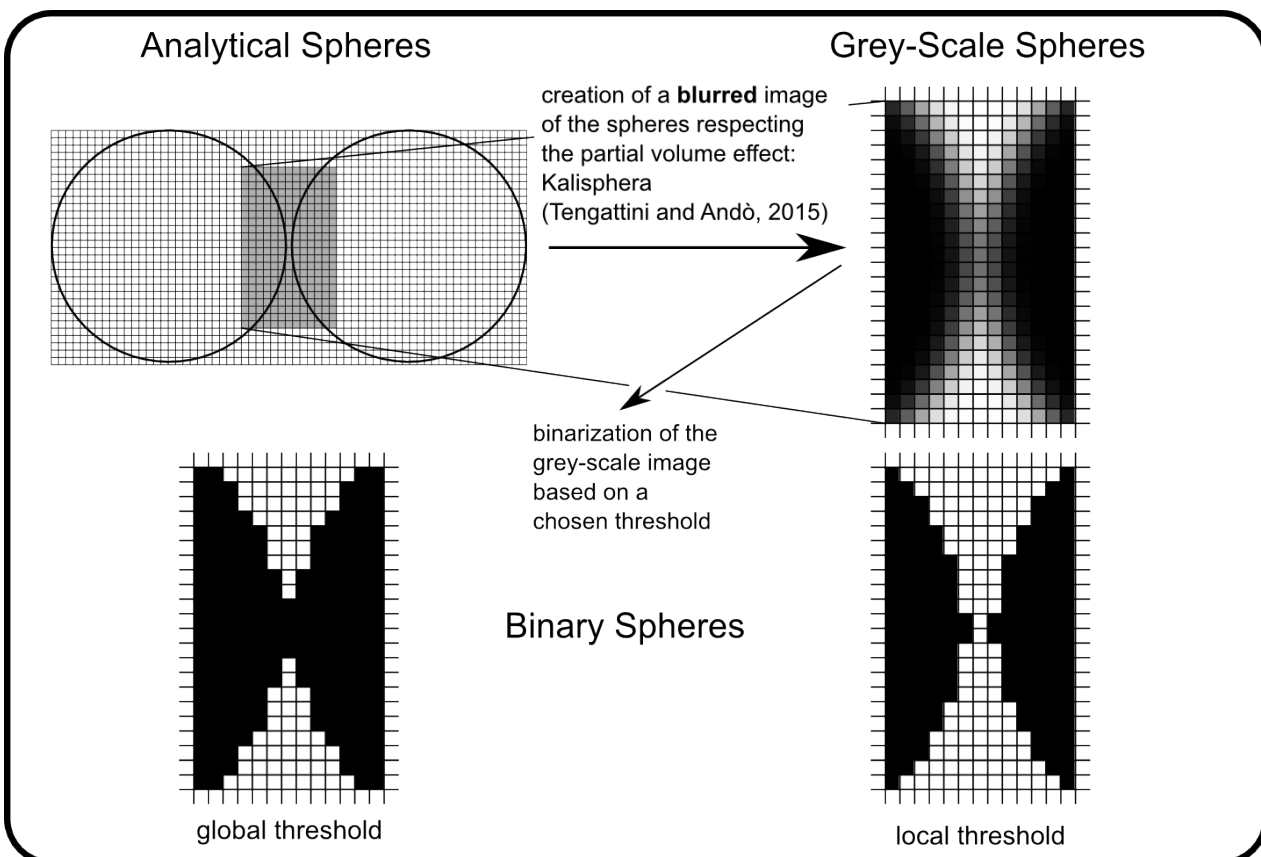 Analytical Spheres
Grey-Scale Spheres
creation of a blurred image
of the spheres respecting
the partial volume effect:
Kalisphera
(Tengattini and Andò, 2015)
binarization of the
grey-scale image
based on a
chosen threshold
Binary Spheres
global threshold
local threshold